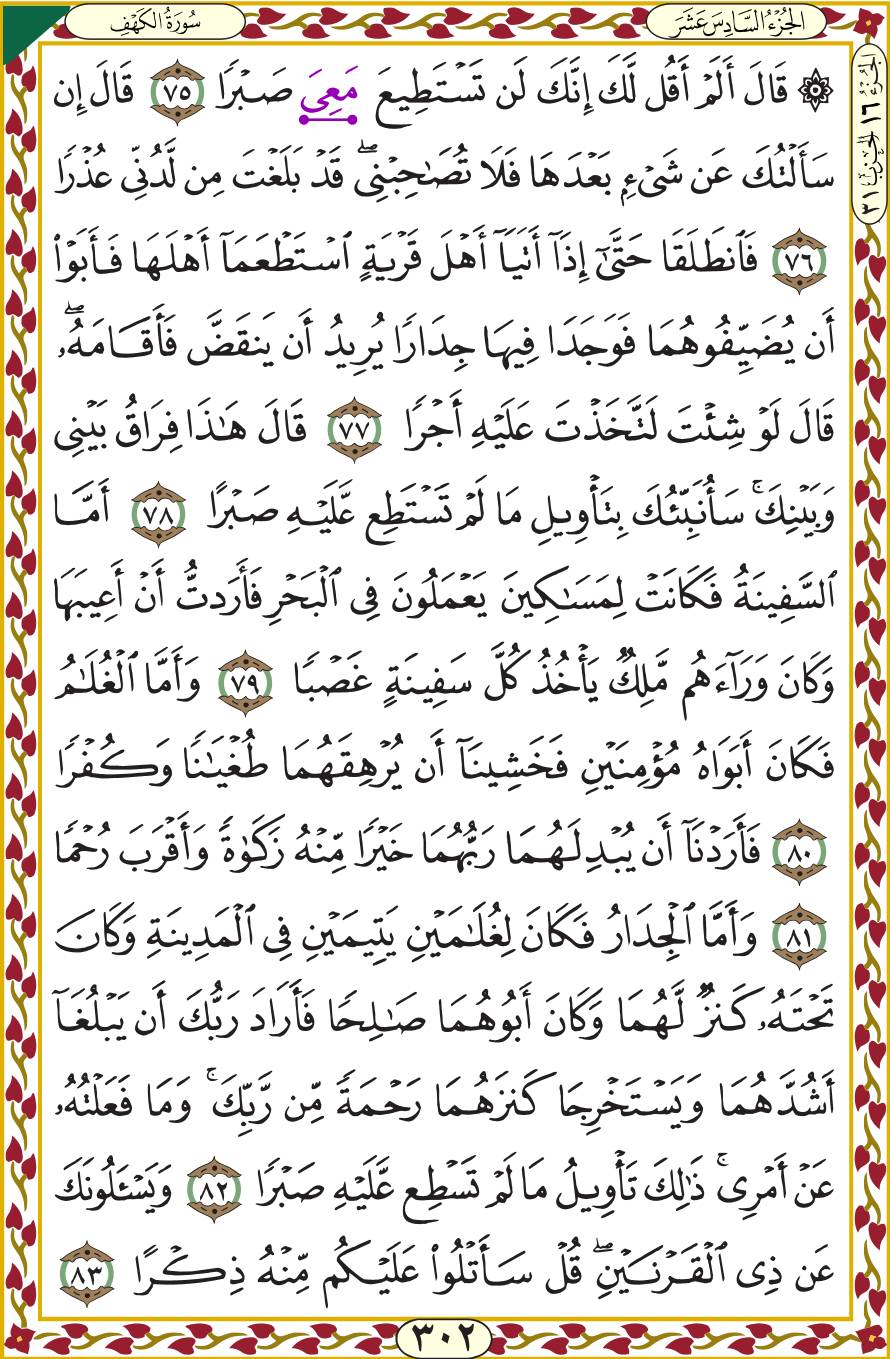 الجُزْءُ السَّادِسَ عَشَرَ
سُورَةُ الكَهْفِ
الجُزْءُ ١٦ الحِزْب ٣١
۞ قَالَ أَلَمْ أَقُل لَّكَ إِنَّكَ لَن تَسْتَطِيعَ مَعِىَ صَبْرًا ٧٥ قَالَ إِن
سَأَلْتُكَ عَن شَىْءٍۭ بَعْدَهَا فَلَا تُصَـٰحِبْنِى ۖ قَدْ بَلَغْتَ مِن لَّدُنِّى عُذْرًا
٧٦ فَٱنطَلَقَا حَتَّىٰٓ إِذَآ أَتَيَآ أَهْلَ قَرْيَةٍ ٱسْتَطْعَمَآ أَهْلَهَا فَأَبَوْا۟
أَن يُضَيِّفُوهُمَا فَوَجَدَا فِيهَا جِدَارًا يُرِيدُ أَن يَنقَضَّ فَأَقَامَهُۥ ۖ
قَالَ لَوْ شِئْتَ لَتَّخَذْتَ عَلَيْهِ أَجْرًا ٧٧ قَالَ هَـٰذَا فِرَاقُ بَيْنِى
وَبَيْنِكَ ۚ سَأُنَبِّئُكَ بِتَأْوِيلِ مَا لَمْ تَسْتَطِع عَّلَيْهِ صَبْرًا ٧٨ أَمَّا
ٱلسَّفِينَةُ فَكَانَتْ لِمَسَـٰكِينَ يَعْمَلُونَ فِى ٱلْبَحْرِ فَأَرَدتُّ أَنْ أَعِيبَهَا
وَكَانَ وَرَآءَهُم مَّلِكٌ يَأْخُذُ كُلَّ سَفِينَةٍ غَصْبًا ٧٩ وَأَمَّا ٱلْغُلَـٰمُ
فَكَانَ أَبَوَاهُ مُؤْمِنَيْنِ فَخَشِينَآ أَن يُرْهِقَهُمَا طُغْيَـٰنًا وَكُفْرًا
٨٠ فَأَرَدْنَآ أَن يُبْدِلَهُمَا رَبُّهُمَا خَيْرًا مِّنْهُ زَكَوٰةً وَأَقْرَبَ رُحْمًا
٨١ وَأَمَّا ٱلْجِدَارُ فَكَانَ لِغُلَـٰمَيْنِ يَتِيمَيْنِ فِى ٱلْمَدِينَةِ وَكَانَ
تَحْتَهُۥ كَنزٌ لَّهُمَا وَكَانَ أَبُوهُمَا صَـٰلِحًا فَأَرَادَ رَبُّكَ أَن يَبْلُغَآ
أَشُدَّهُمَا وَيَسْتَخْرِجَا كَنزَهُمَا رَحْمَةً مِّن رَّبِّكَ ۚ وَمَا فَعَلْتُهُۥ
عَنْ أَمْرِى ۚ ذَٰلِكَ تَأْوِيلُ مَا لَمْ تَسْطِع عَّلَيْهِ صَبْرًا ٨٢ وَيَسْـَٔلُونَكَ
عَن ذِى ٱلْقَرْنَيْنِ ۖ قُلْ سَأَتْلُوا۟ عَلَيْكُم مِّنْهُ ذِكْرًا ٨٣
٣٠٢